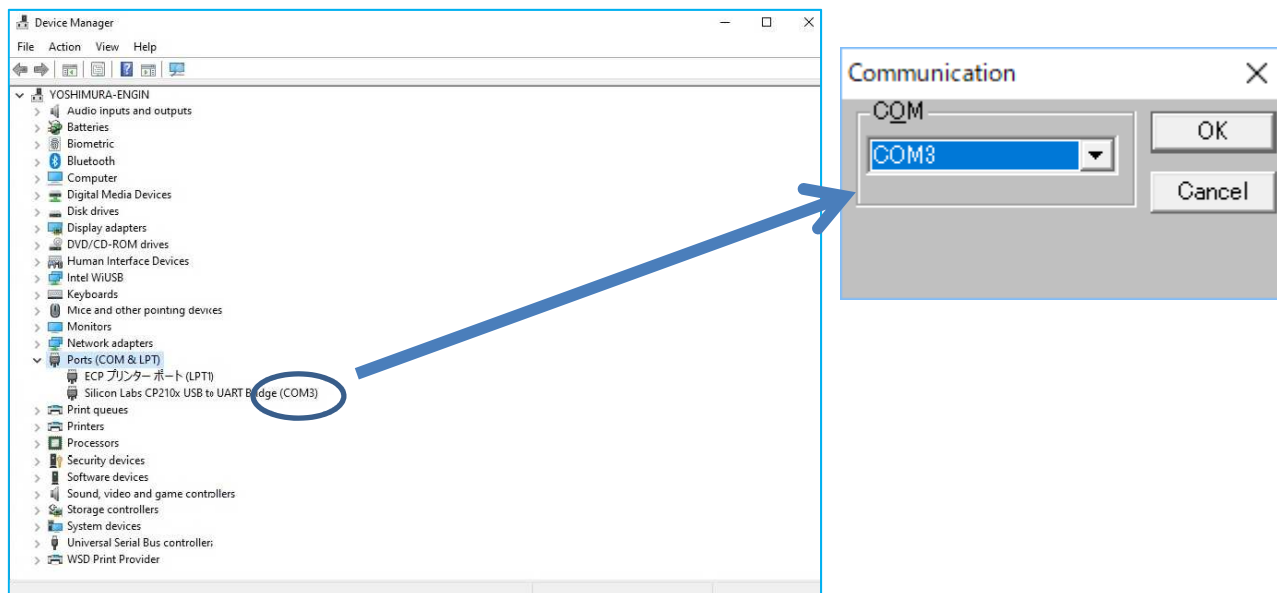 Device Manager
File Action View Help
YOSHIMURA-ENGIN
Audio inputs and outputs
Batteries
Biometric
Bluetooth
Computer
Digital Media Devices
Disk drives
Display adapters
DVD/CD-ROM drives
Human Interface Devices
Intel WiUSB
Keyboards
Mice and other pointing devices
Monitors
Network adapters
Ports (COM & LPT)
ECP プリンター ポート (LPT1)
Silicon Labs CP210x USB to UART Bridge (COM3)
Print queues
Printers
Processors
Security devices
Software devices
Sound, video and game controllers
Storage controllers
System devices
Universal Serial Bus controllers
WSD Print Provider
Communication
COM
COM3
OK
Cancel